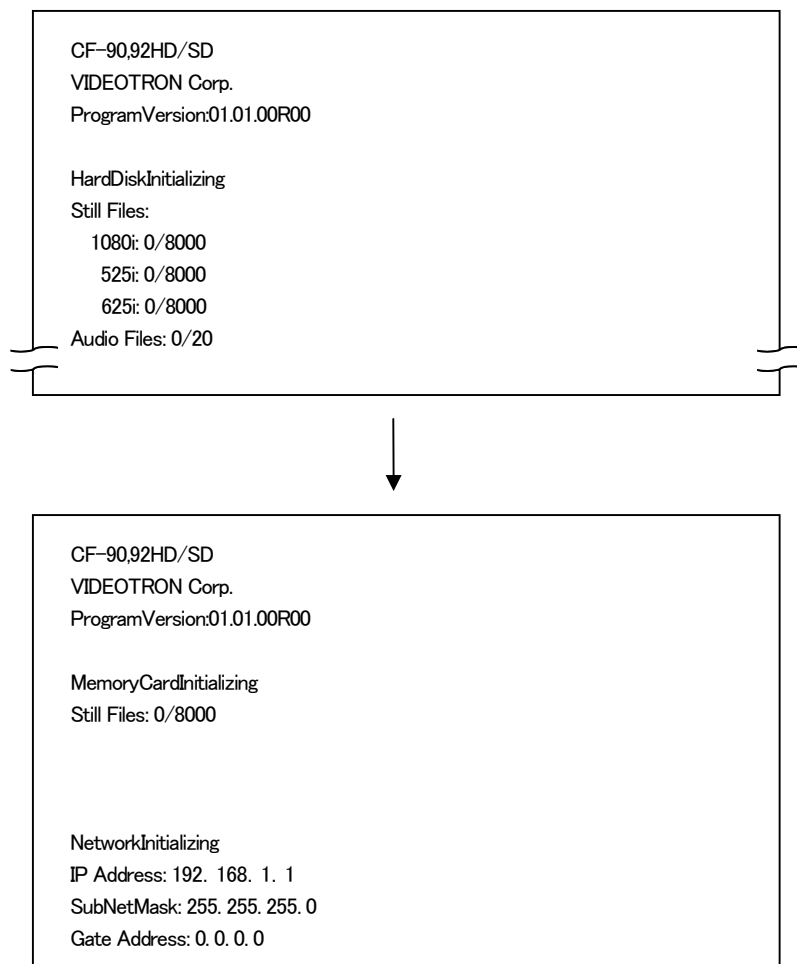 CF-90,92HD/SD
VIDEOTRON Corp.
ProgramVersion:01.01.00R00
HardDiskInitializing
Still Files:
1080i: 0/8000
525i: 0/8000
625i: 0/8000
Audio Files: 0/20
CF-90,92HD/SD
VIDEOTRON Corp.
ProgramVersion:01.01.00R00
MemoryCardInitializing
Still Files: 0/8000
NetworkInitializing
IP Address: 192. 168. 1. 1
SubNetMask: 255. 255. 255. 0
Gate Address: 0. 0. 0. 0